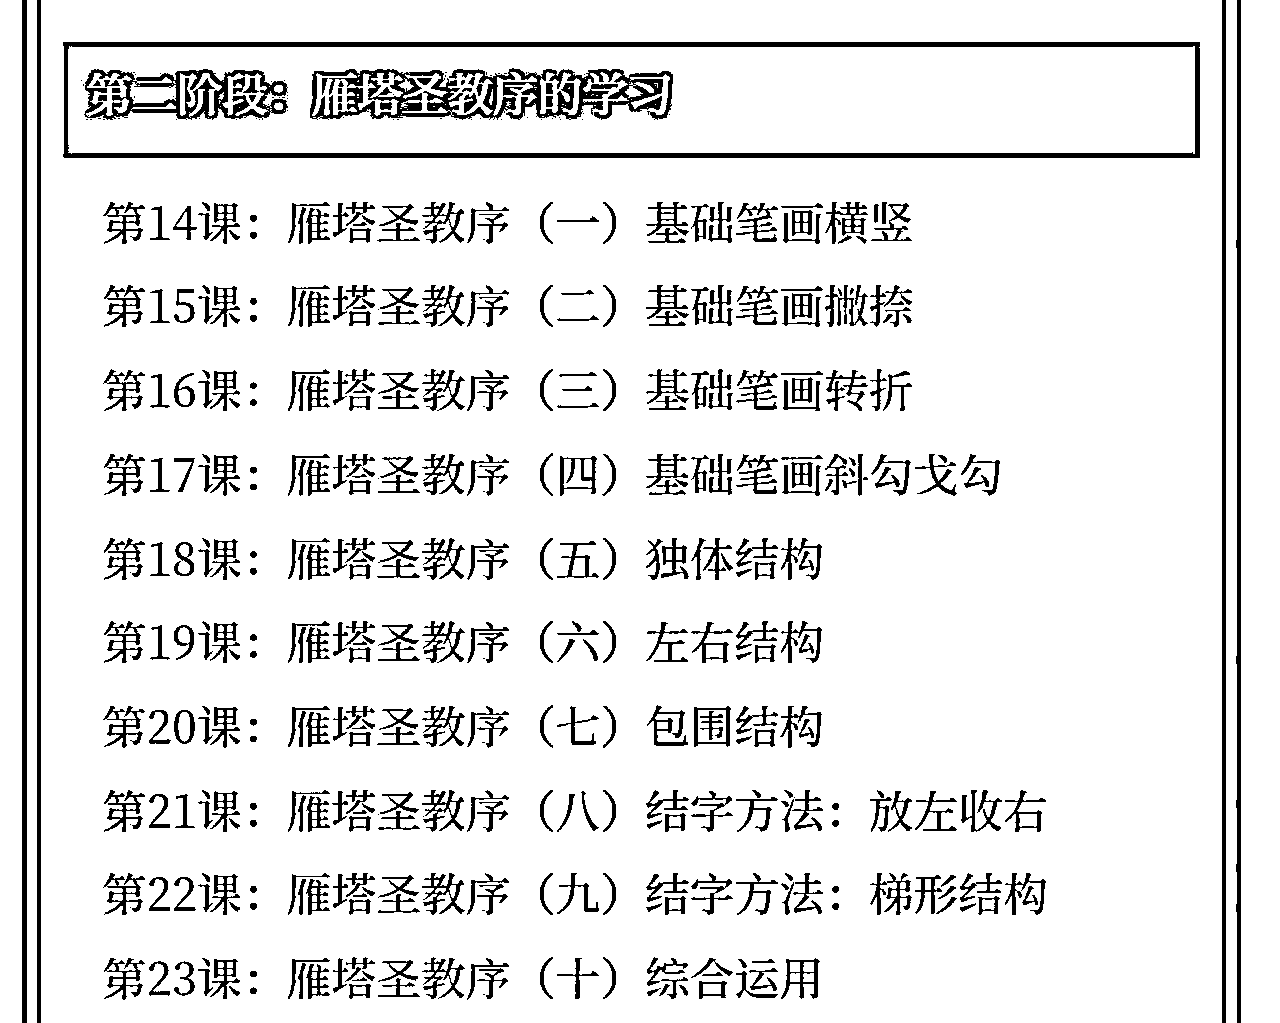 第二阶段：雁塔圣教序的学习
第14课：雁塔圣教序（一）基础笔画横竖
第15课：雁塔圣教序（二）基础笔画撇捺
第16课：雁塔圣教序（三）基础笔画转折
第17课：雁塔圣教序（四）基础笔画斜勾戈勾
第18课：雁塔圣教序（五）独体结构
第19课：雁塔圣教序（六）左右结构
第20课：雁塔圣教序（七）包围结构
第21课：雁塔圣教序（八）结字方法：放左收右
第22课：雁塔圣教序（九）结字方法：梯形结构
第23课：雁塔圣教序（十）综合运用